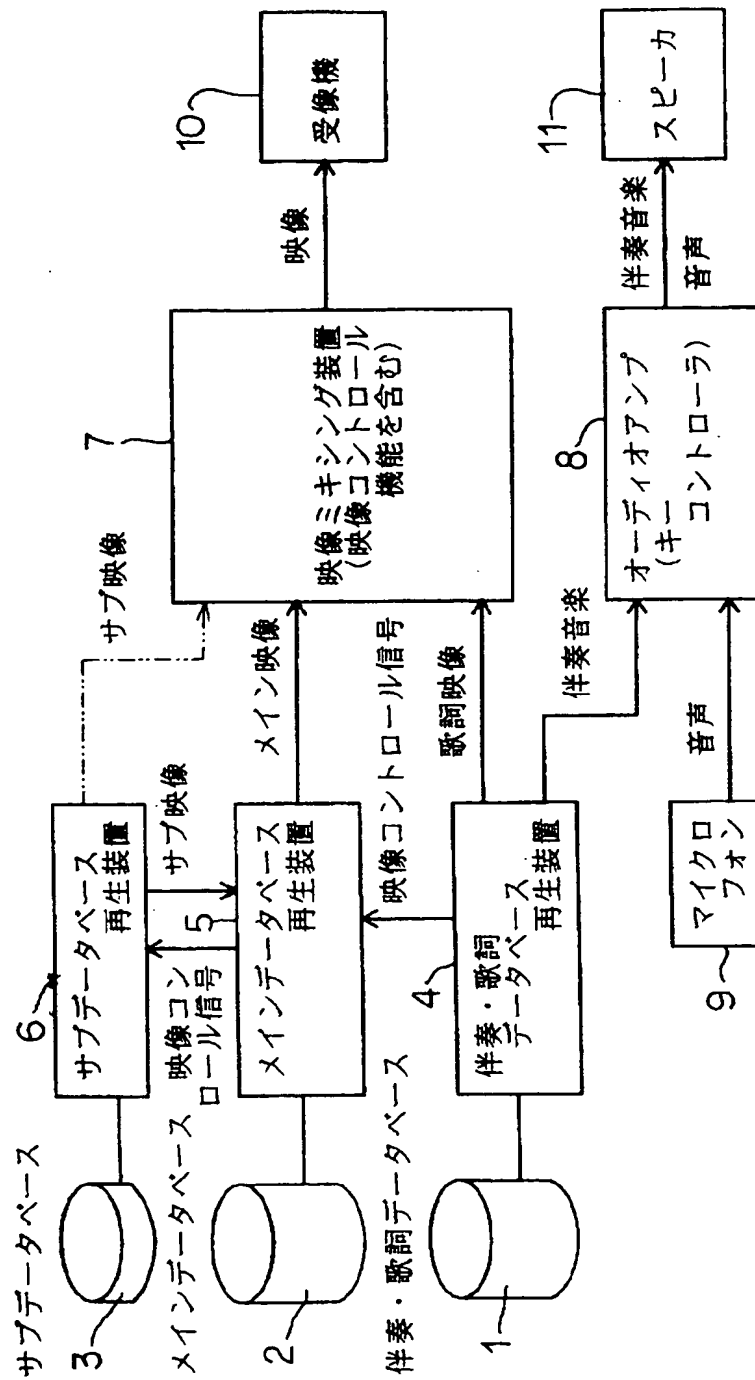 サブデータベース
3
6
サブデータベース
再生装置
サブ映像
映像コント
ロール信号
サブ映像
メインデータベース
2
5
メインデータベース
再生装置
メイン映像
映像コントロール信号
伴奏・歌詞データベース
1
4
伴奏・歌詞
データベース
再生装置
歌詞映像
伴奏音楽
7
映像ミキシング装置
(映像コントロール
機能を含む)
映像
10
受像機
9
マイクロ
フォン
音声
8
オーディオアンプ
(キー
コントローラ)
伴奏音楽
音声
11
スピーカ